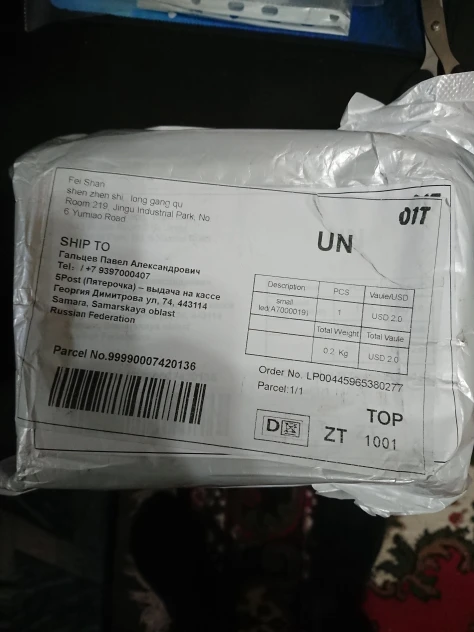 Fei Shan
shen zhen shi, long gang qu
Room 219, Jingu Industrial Park, No.
6 Yumiao Road
01T
UN
SHIP TO
Гальцев Павел Александрович
Tel: / +7 9397000407
5Post (Пятерочка) – выдача на кассе
Георгия Димитрова ул, 74, 443114
Samara, Samarskaya oblast
Russian Federation
Description PCS Vaule/USD
small
led(A7000019) 1 USD 2.0
Total Weight Total Vaule
0.2 Kg USD 2.0
Parcel No.99990007420136
Order No. LP00445965380277
Parcel:1/1
D
ZT
TOP
1001